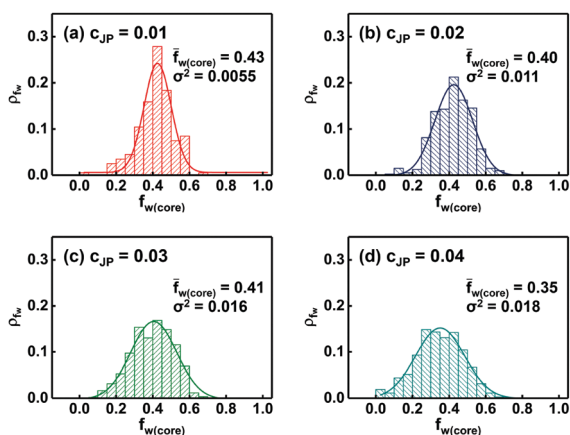 (a) c_JP = 0.01
f̄_w(core) = 0.43
σ² = 0.0055
ρ_fw
0.3
0.2
0.1
0.0
0.0 0.2 0.4 0.6 0.8 1.0
f_w(core)
(b) c_JP = 0.02
f̄_w(core) = 0.40
σ² = 0.011
ρ_fw
0.3
0.2
0.1
0.0
0.0 0.2 0.4 0.6 0.8 1.0
f_w(core)
(c) c_JP = 0.03
f̄_w(core) = 0.41
σ² = 0.016
ρ_fw
0.3
0.2
0.1
0.0
0.0 0.2 0.4 0.6 0.8 1.0
f_w(core)
(d) c_JP = 0.04
f̄_w(core) = 0.35
σ² = 0.018
ρ_fw
0.3
0.2
0.1
0.0
0.0 0.2 0.4 0.6 0.8 1.0
f_w(core)